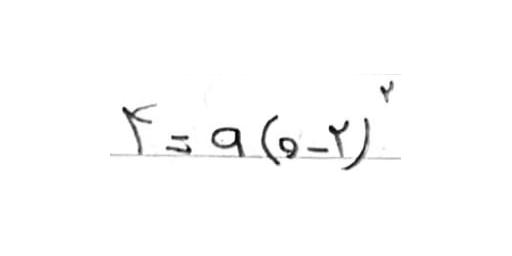 ۴ = a (۰ - ۲)^۲